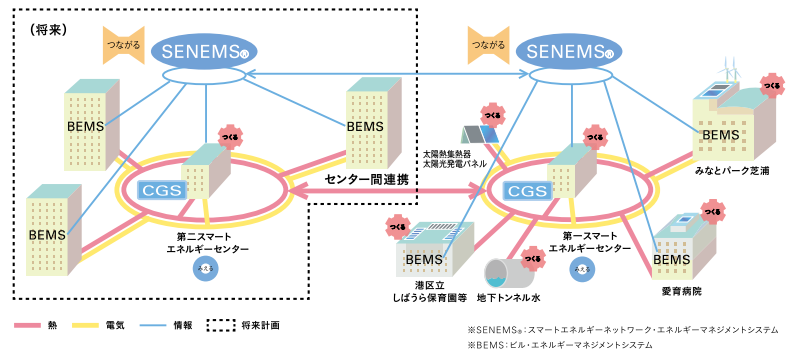 （将来）
つながる
SENEMS®
つながる
SENEMS®
BEMS
BEMS
BEMS
つくる
CGS
センター間連携
第二スマート
エネルギーセンター
みえる
つくる
太陽熱集熱器
太陽光発電パネル
つくる
CGS
つくる
BEMS
みなとパーク芝浦
第一スマート
エネルギーセンター
みえる
つくる
BEMS
港区立
しばうら保育園等
つくる
地下トンネル水
つくる
BEMS
愛育病院
熱
電気
情報
将来計画
※SENEMS®：スマートエネルギーネットワーク・エネルギーマネジメントシステム
※BEMS：ビル・エネルギーマネジメントシステム